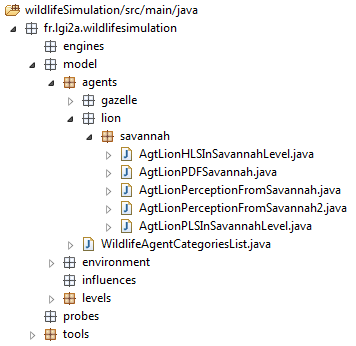 wildlifeSimulation/src/main/java
fr.lgi2a.wildlifesimulation
engines
model
agents
gazelle
lion
savannah
AgtLionHLSInSavannahLevel.java
AgtLionPDFSavannah.java
AgtLionPerceptionFromSavannah.java
AgtLionPerceptionFromSavannah2.java
AgtLionPLSInSavannahLevel.java
WildlifeAgentCategoriesList.java
environment
influences
levels
probes
tools